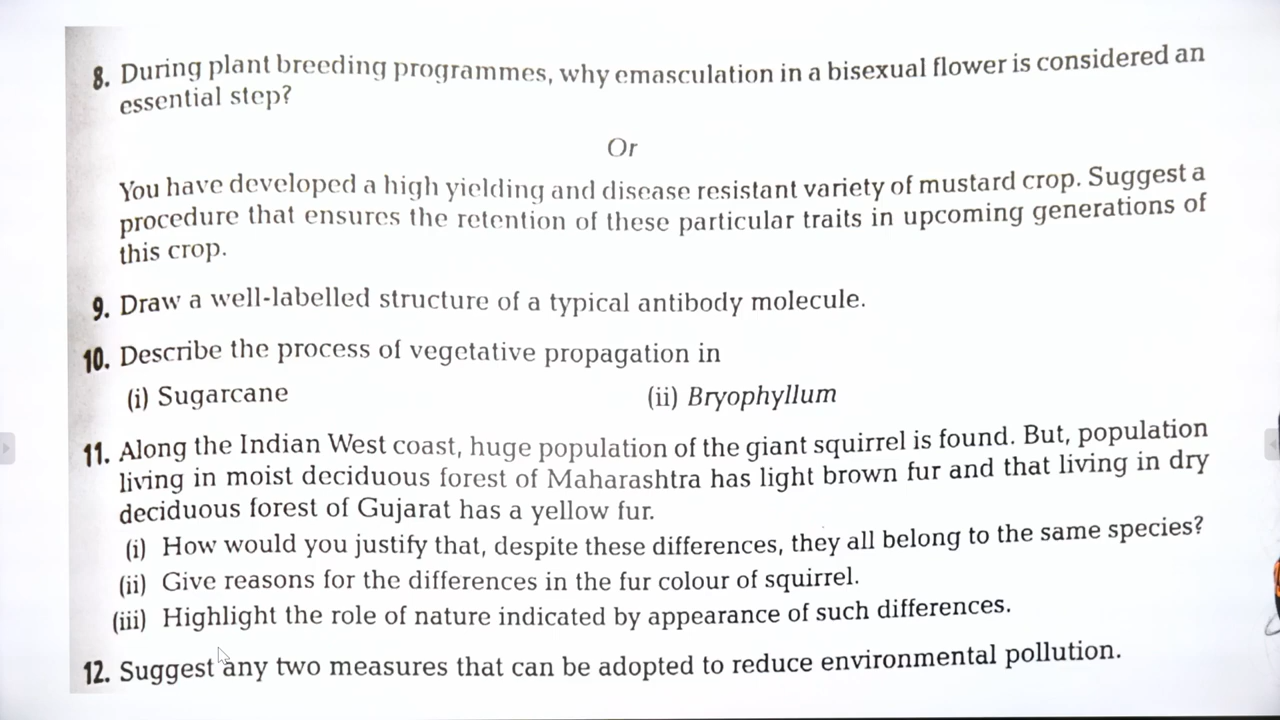 8. During plant breeding programmes, why emasculation in a bisexual flower is considered an
essential step?
Or
You have developed a high yielding and disease resistant variety of mustard crop. Suggest a
procedure that ensures the retention of these particular traits in upcoming generations of
this crop.
9. Draw a well-labelled structure of a typical antibody molecule.
10. Describe the process of vegetative propagation in
(i) Sugarcane (ii) Bryophyllum
11. Along the Indian West coast, huge population of the giant squirrel is found. But, population
living in moist deciduous forest of Maharashtra has light brown fur and that living in dry
deciduous forest of Gujarat has a yellow fur.
(i) How would you justify that, despite these differences, they all belong to the same species?
(ii) Give reasons for the differences in the fur colour of squirrel.
(iii) Highlight the role of nature indicated by appearance of such differences.
12. Suggest any two measures that can be adopted to reduce environmental pollution.